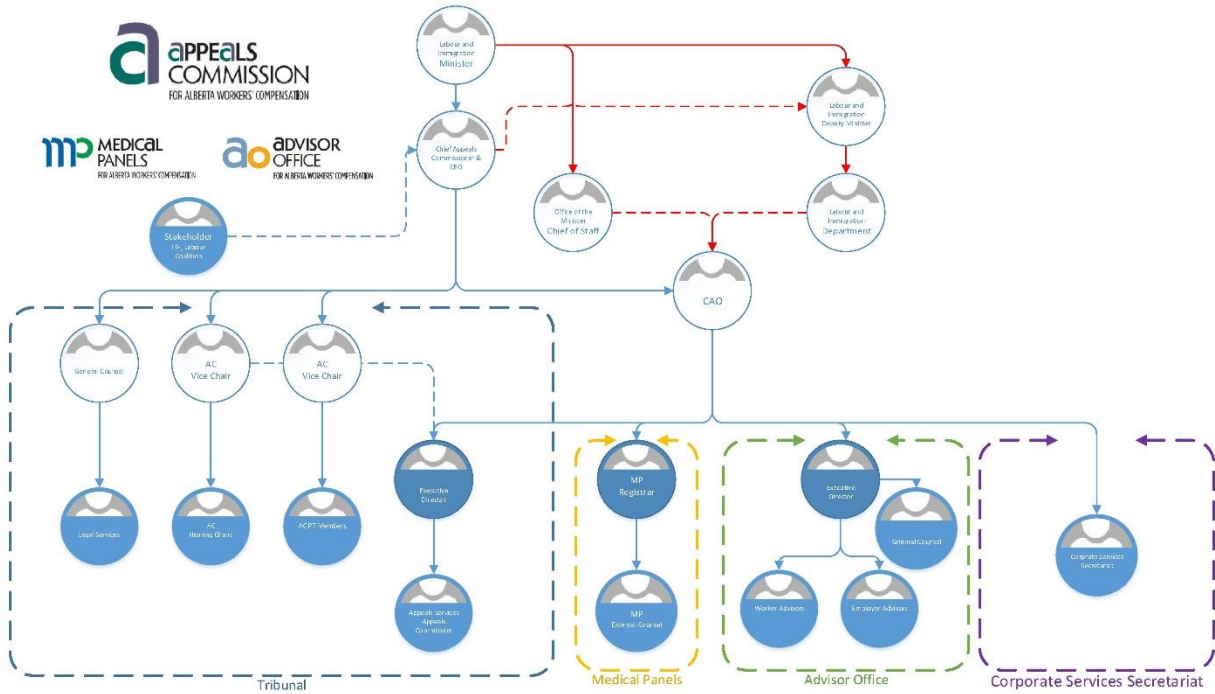 APPEALS
COMMISSION
FOR ALBERTA WORKERS' COMPENSATION
mp MEDICAL
PANELS
FOR ALBERTA WORKERS' COMPENSATION
ao ADVISOR
OFFICE
FOR ALBERTA WORKERS' COMPENSATION
Labour and
Immigration
Minister
Chief Appeals
Commissioner &
CEO
Labour and
Immigration
Deputy Minister
Stakeholder
Labour
Coalition
Office of the
Minister
Chief of Staff
Labour and
Immigration
Department
CAO
General Counsel
AC
Vice Chair
AC
Vice Chair
Legal Services
AC
Hearing Chairs
ACPT Members
Executive
Director
MP
Registrar
Executive
Director
General Counsel
Corporate Services
Secretariat
Appeals Services
Appeals
Commission
MP
External Counsel
Worker Advisors
Employer Advisors
Tribunal
Medical Panels
Advisor Office
Corporate Services Secretariat